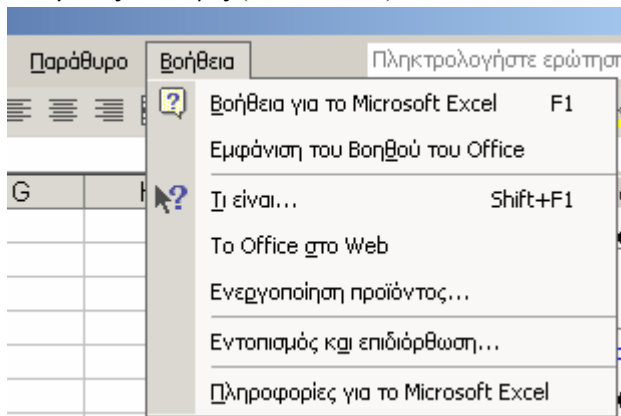 Παράθυρο Βοήθεια Πληκτρολογήστε
Βοήθεια για το Microsoft Excel F1
Εμφάνιση του Βοηθού του Office
G Τι είναι... Shift+F1
Το Office στο Web
Ενεργοποίηση προϊόντος...
Εντοπισμός και επιδιόρθωση...
Πληροφορίες για το Microsoft Excel